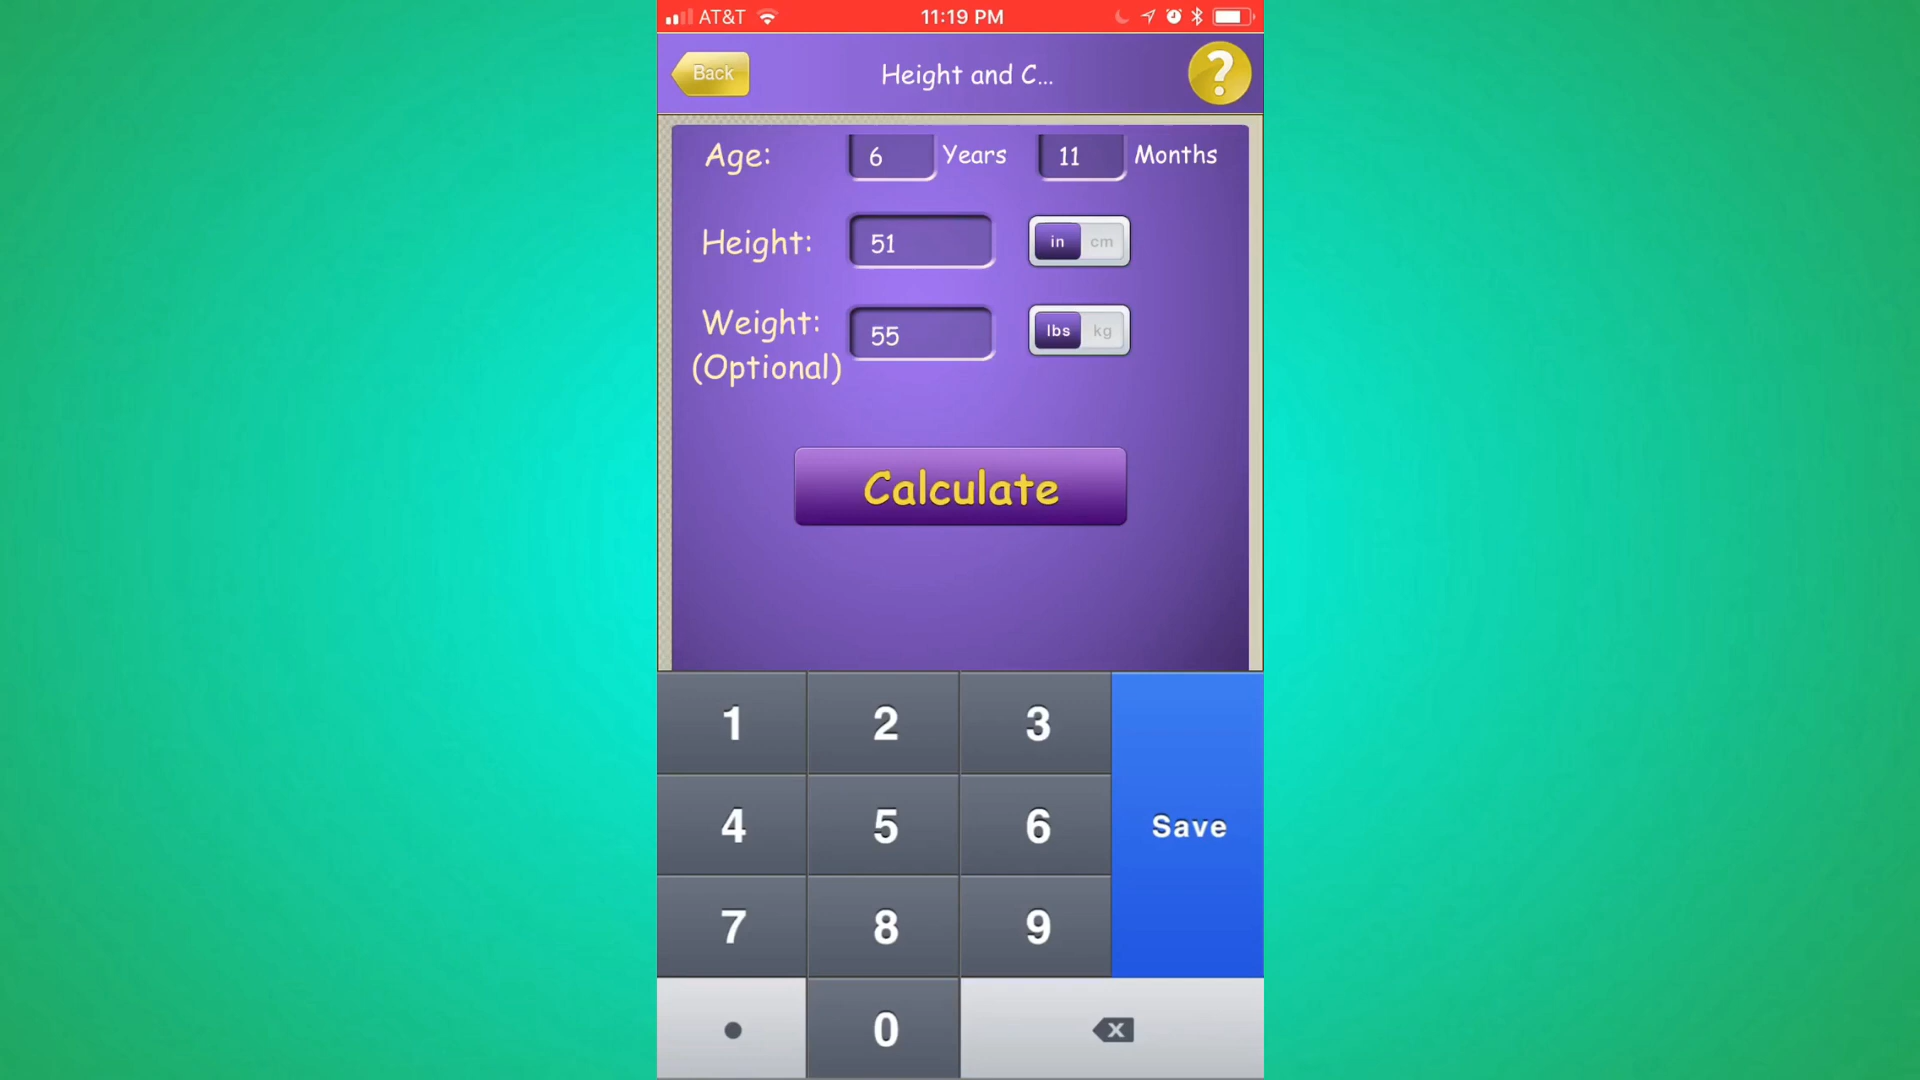 AT&T 11:19 PM
Back Height and C... ?
Age: 6 Years 11 Months
Height: 51 in cm
Weight: 55 lbs kg
(Optional)
Calculate
1 2 3
4 5 6 Save
7 8 9
0